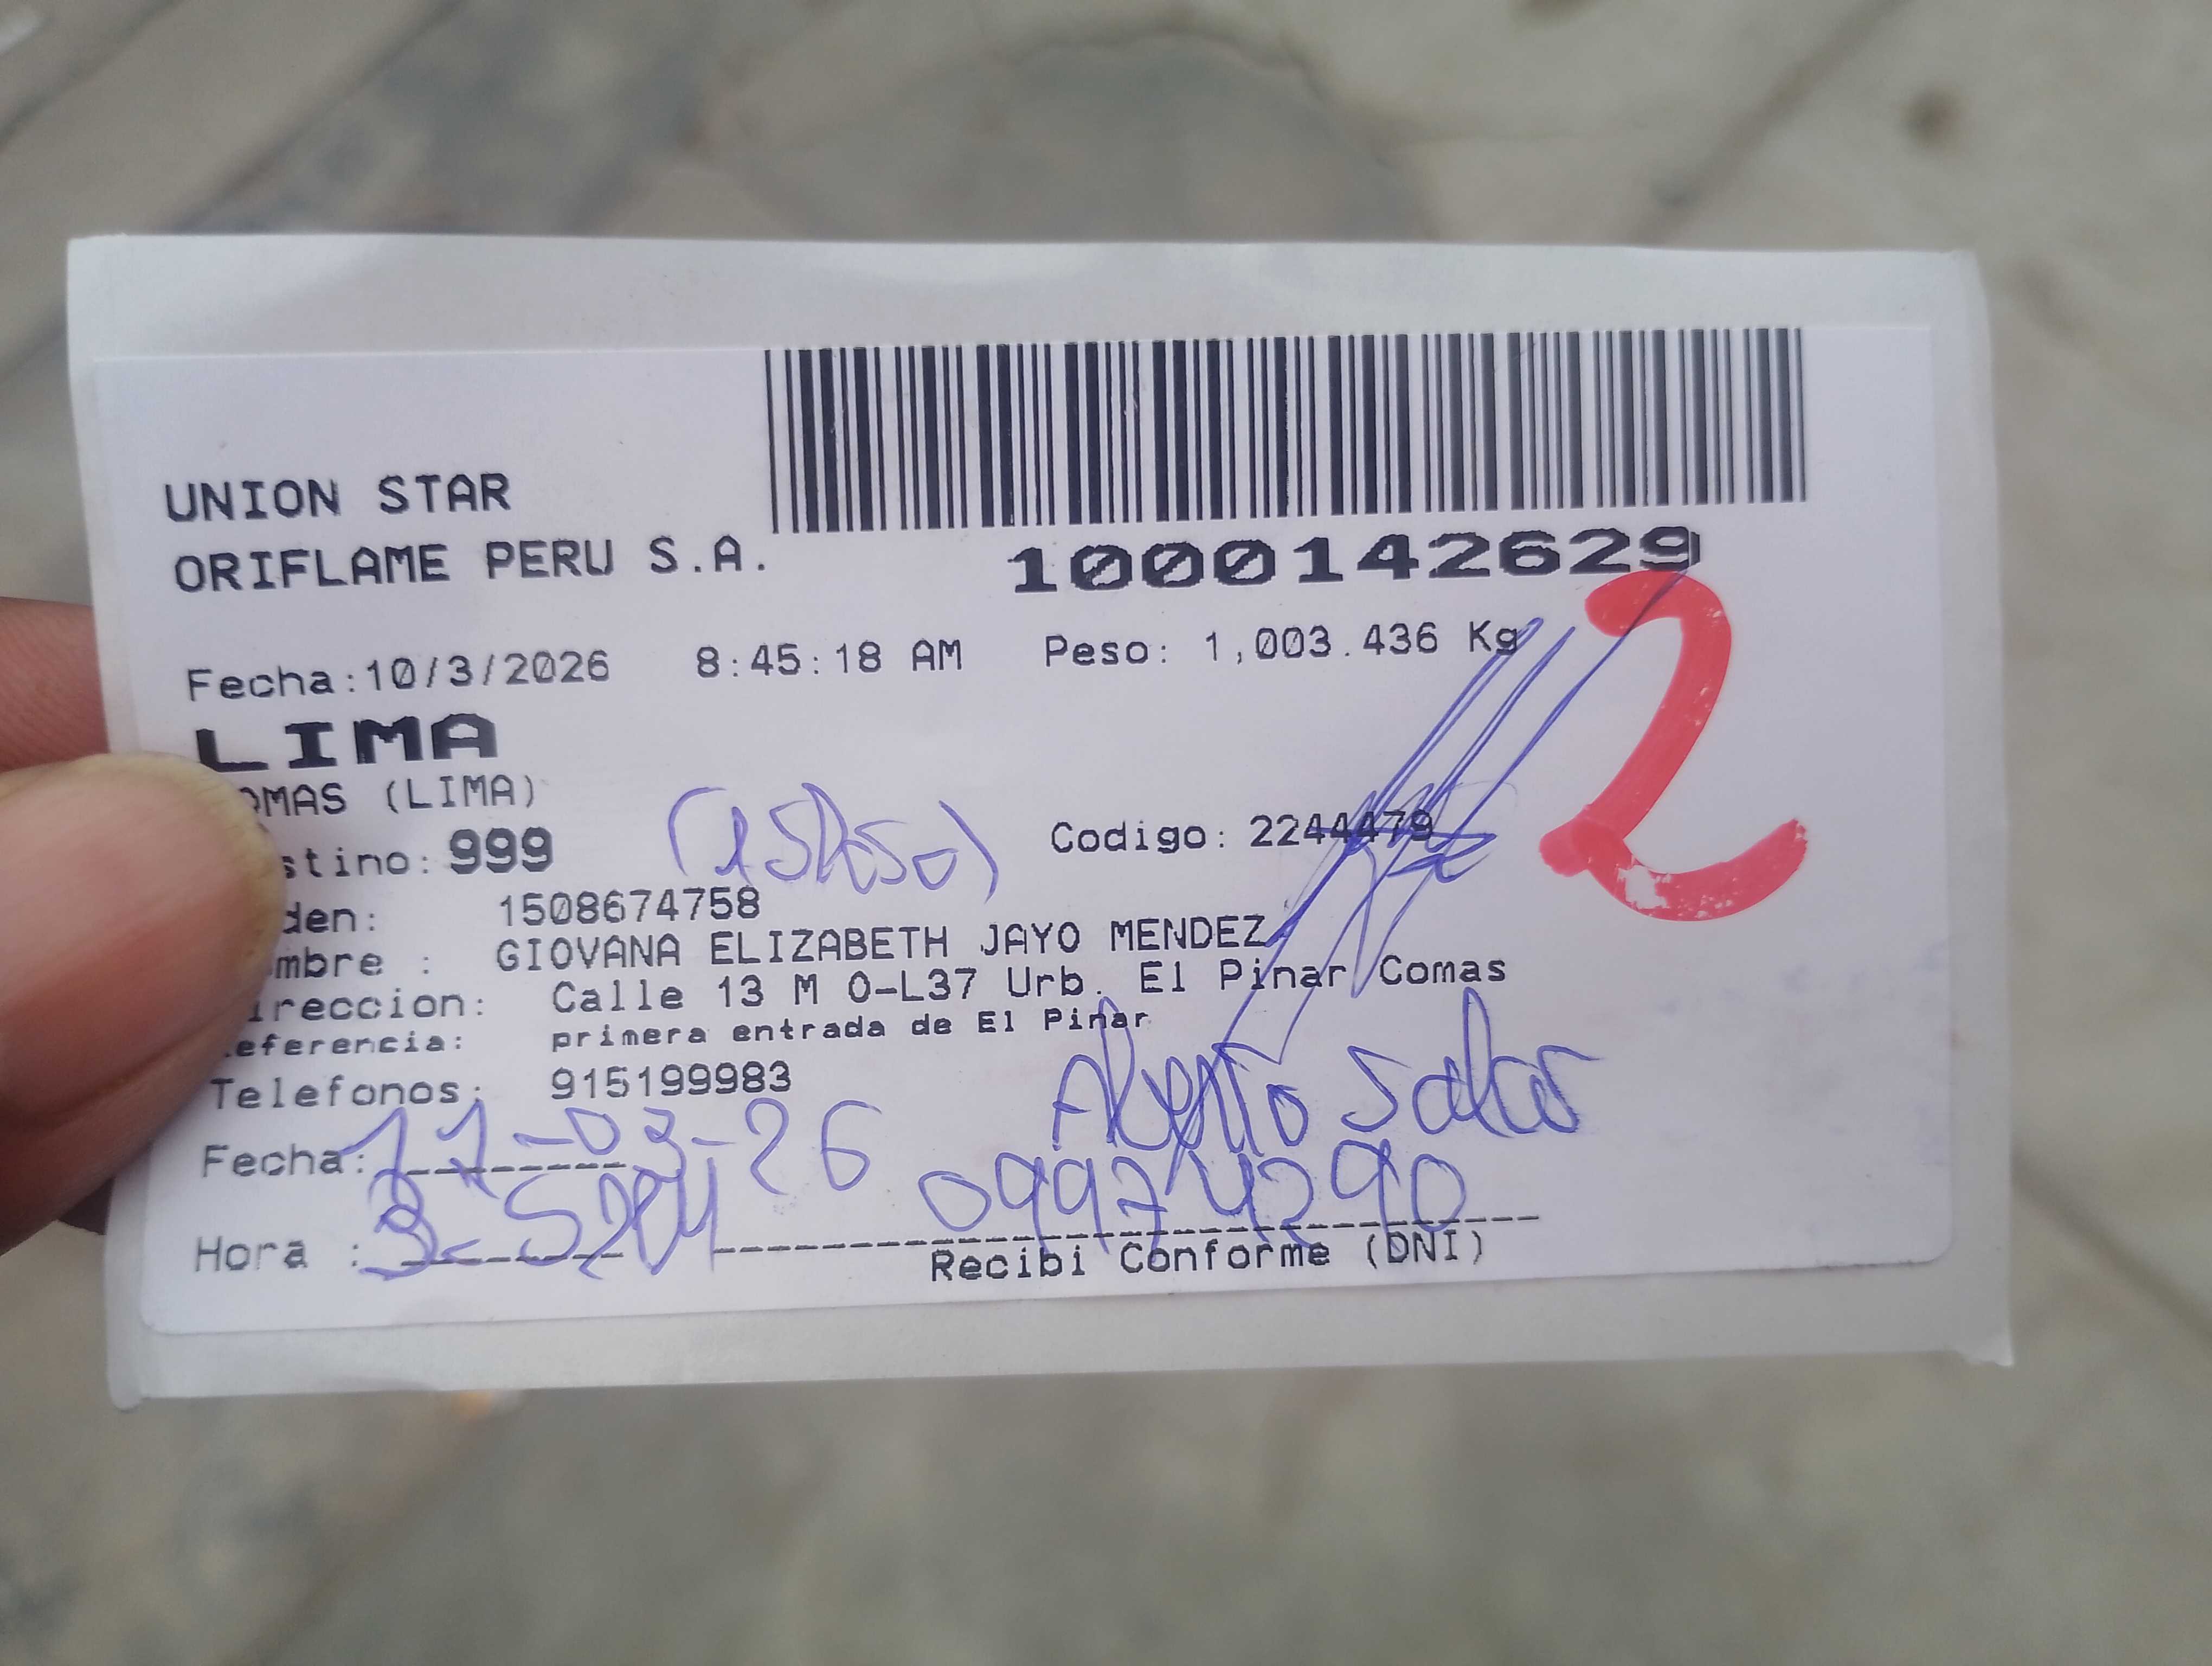 UNION STAR
ORIFLAME PERU S.A.
1000142629
Fecha:10/3/2026 8:45:18 AM Peso: 1,003.436 Kg
2
LIMA
OMAS (LIMA)
stino: 999 (esposo) Codigo: 2244479
den: 1508674758
mbre : GIOVANA ELIZABETH JAYO MENDEZ
ireccion: Calle 13 M O-L37 Urb. El Pinar Comas
eferencia: primera entrada de El Pinar
Telefonos: 915199983
Alberto
Fecha: 11-03-26 09974290
Hora :
Recibi Conforme (DNI)